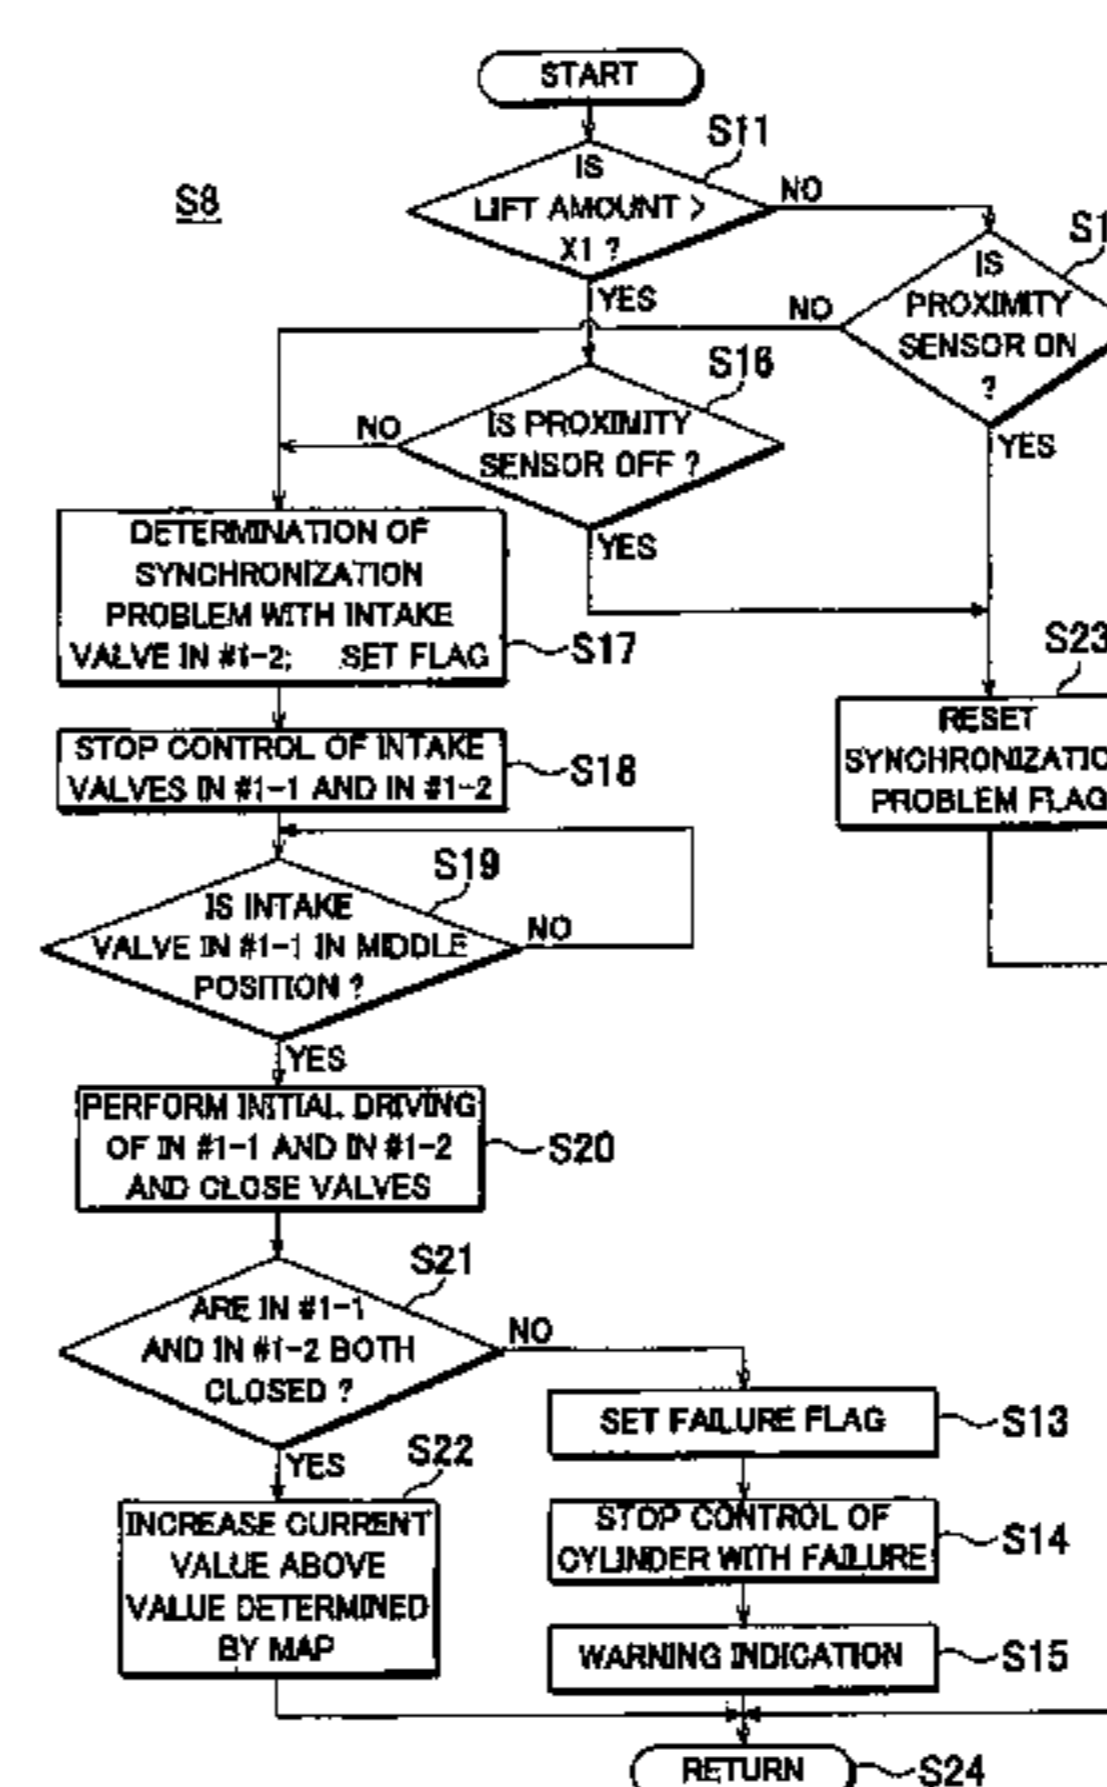 START
S11
IS
LIFT AMOUNT >
X1 ?
NO
S8
YES
IS
PROXIMITY
SENSOR ON
?
NO
YES
S16
IS PROXIMITY
SENSOR OFF ?
NO
YES
DETERMINATION OF
SYNCHRONIZATION
PROBLEM WITH INTAKE
VALVE IN #1-2; SET FLAG
S17
S23
RESET
SYNCHRONIZATIO
PROBLEM FLAG
STOP CONTROL OF INTAKE
VALVES IN #1-1 AND IN #1-2
S18
S19
IS INTAKE
VALVE IN #1-1 IN MIDDLE
POSITION ?
NO
YES
PERFORM INITIAL DRIVING
OF IN #1-1 AND IN #1-2
AND CLOSE VALVES
S20
S21
ARE IN #1-1
AND IN #1-2 BOTH
CLOSED ?
NO
YES
SET FAILURE FLAG
S13
S22
INCREASE CURRENT
VALUE ABOVE
VALUE DETERMINED
BY MAP
STOP CONTROL OF
CYLINDER WITH FAILURE
S14
WARNING INDICATION
S15
RETURN
S24